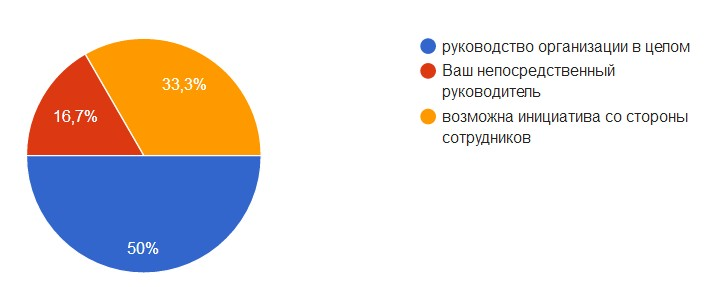 33,3%
16,7%
50%
руководство организации в целом
Ваш непосредственный
руководитель
возможна инициатива со стороны
сотрудников